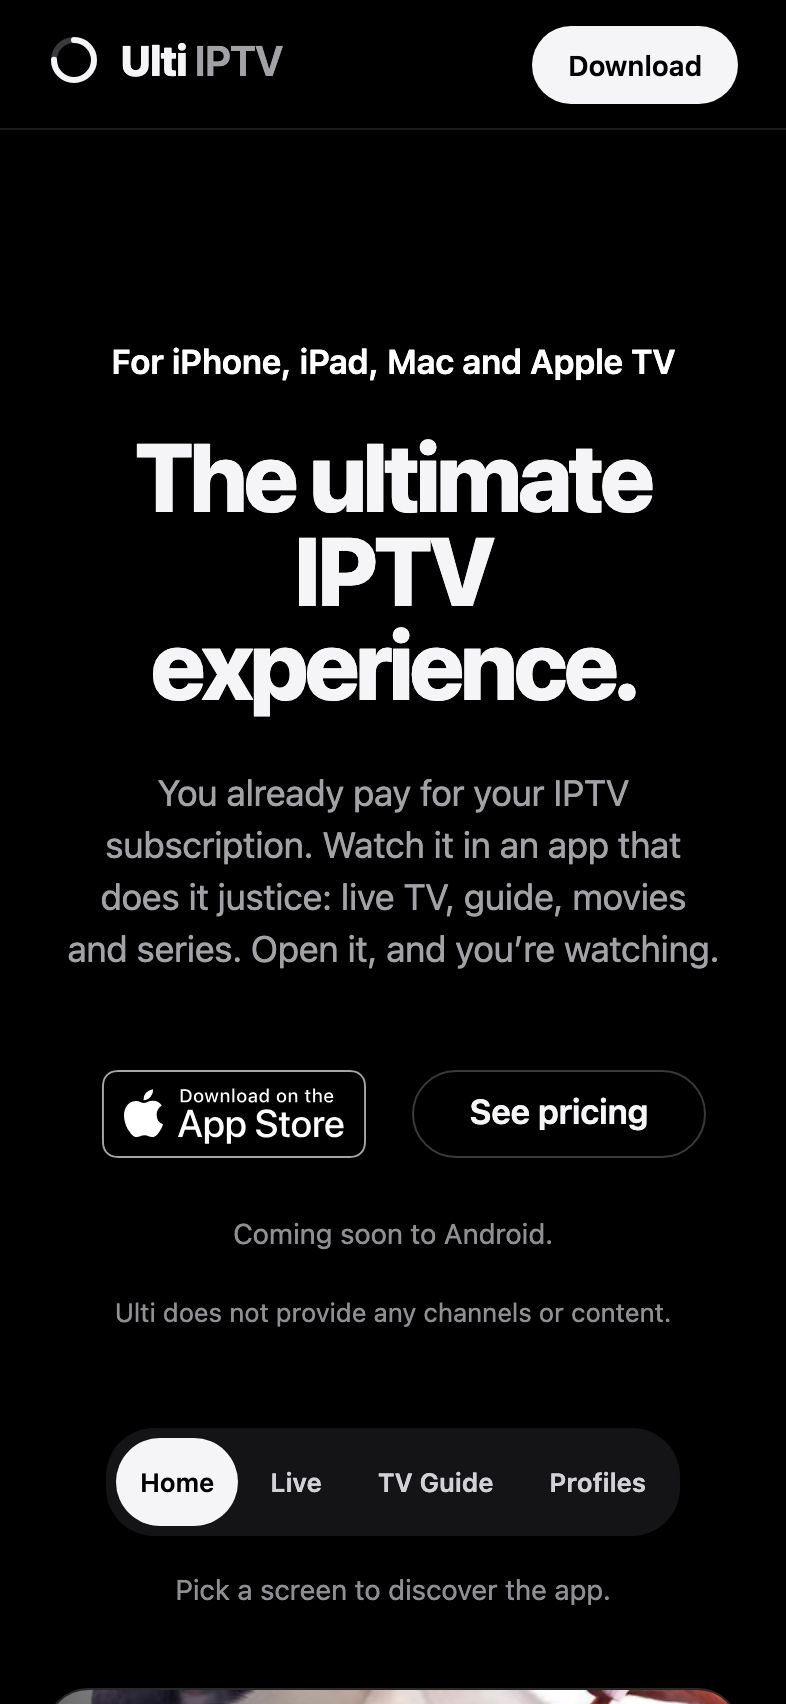 Ulti IPTV
Download
For iPhone, iPad, Mac and Apple TV
The ultimate
IPTV
experience.
You already pay for your IPTV
subscription. Watch it in an app that
does it justice: live TV, guide, movies
and series. Open it, and you’re watching.
Download on the
App Store
See pricing
Coming soon to Android.
Ulti does not provide any channels or content.
Home Live TV Guide Profiles
Pick a screen to discover the app.